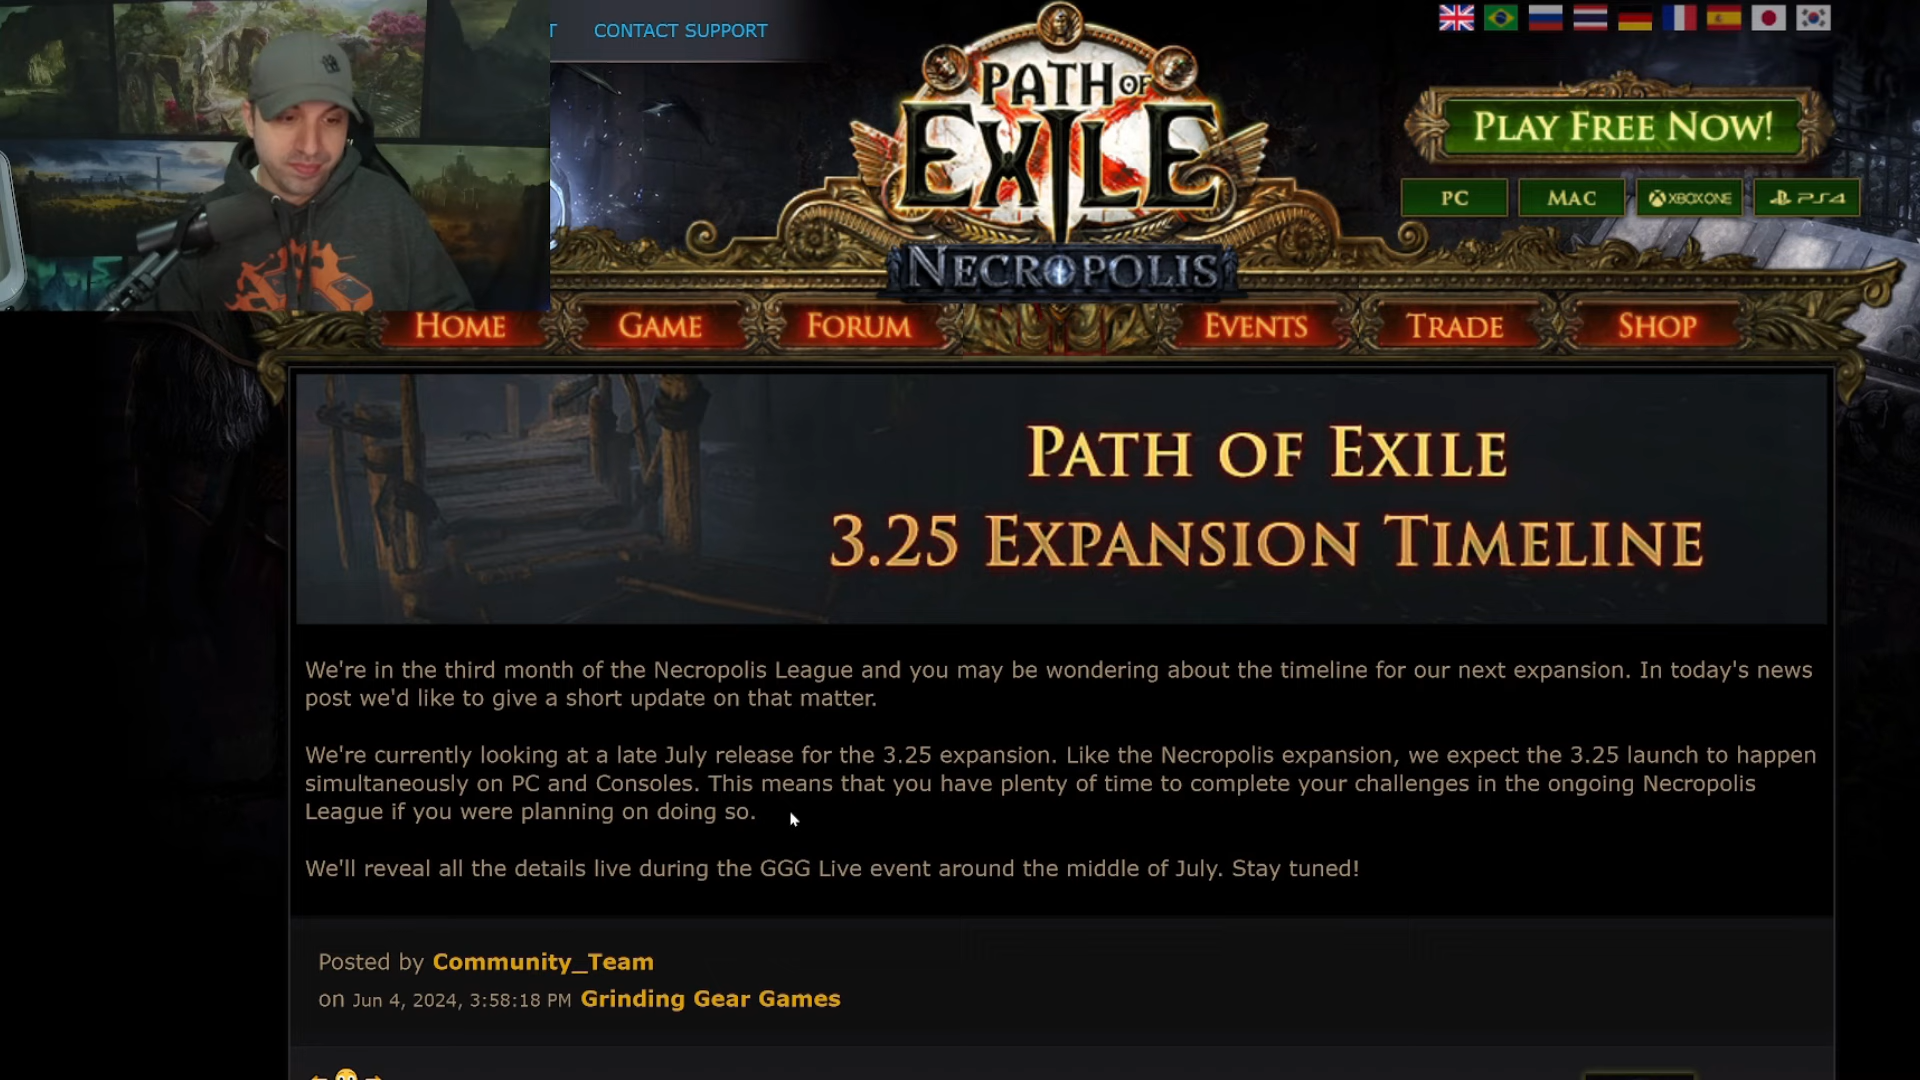 T CONTACT SUPPORT
PATH OF
EXILE
NECROPOLIS
PLAY FREE NOW!
PC MAC XBOX ONE PS4
HOME GAME FORUM EVENTS TRADE SHOP
PATH OF EXILE
3.25 EXPANSION TIMELINE
We're in the third month of the Necropolis League and you may be wondering about the timeline for our next expansion. In today's news
post we'd like to give a short update on that matter.
We're currently looking at a late July release for the 3.25 expansion. Like the Necropolis expansion, we expect the 3.25 launch to happen
simultaneously on PC and Consoles. This means that you have plenty of time to complete your challenges in the ongoing Necropolis
League if you were planning on doing so.
We'll reveal all the details live during the GGG Live event around the middle of July. Stay tuned!
Posted by Community_Team
on Jun 4, 2024, 3:58:18 PM Grinding Gear Games